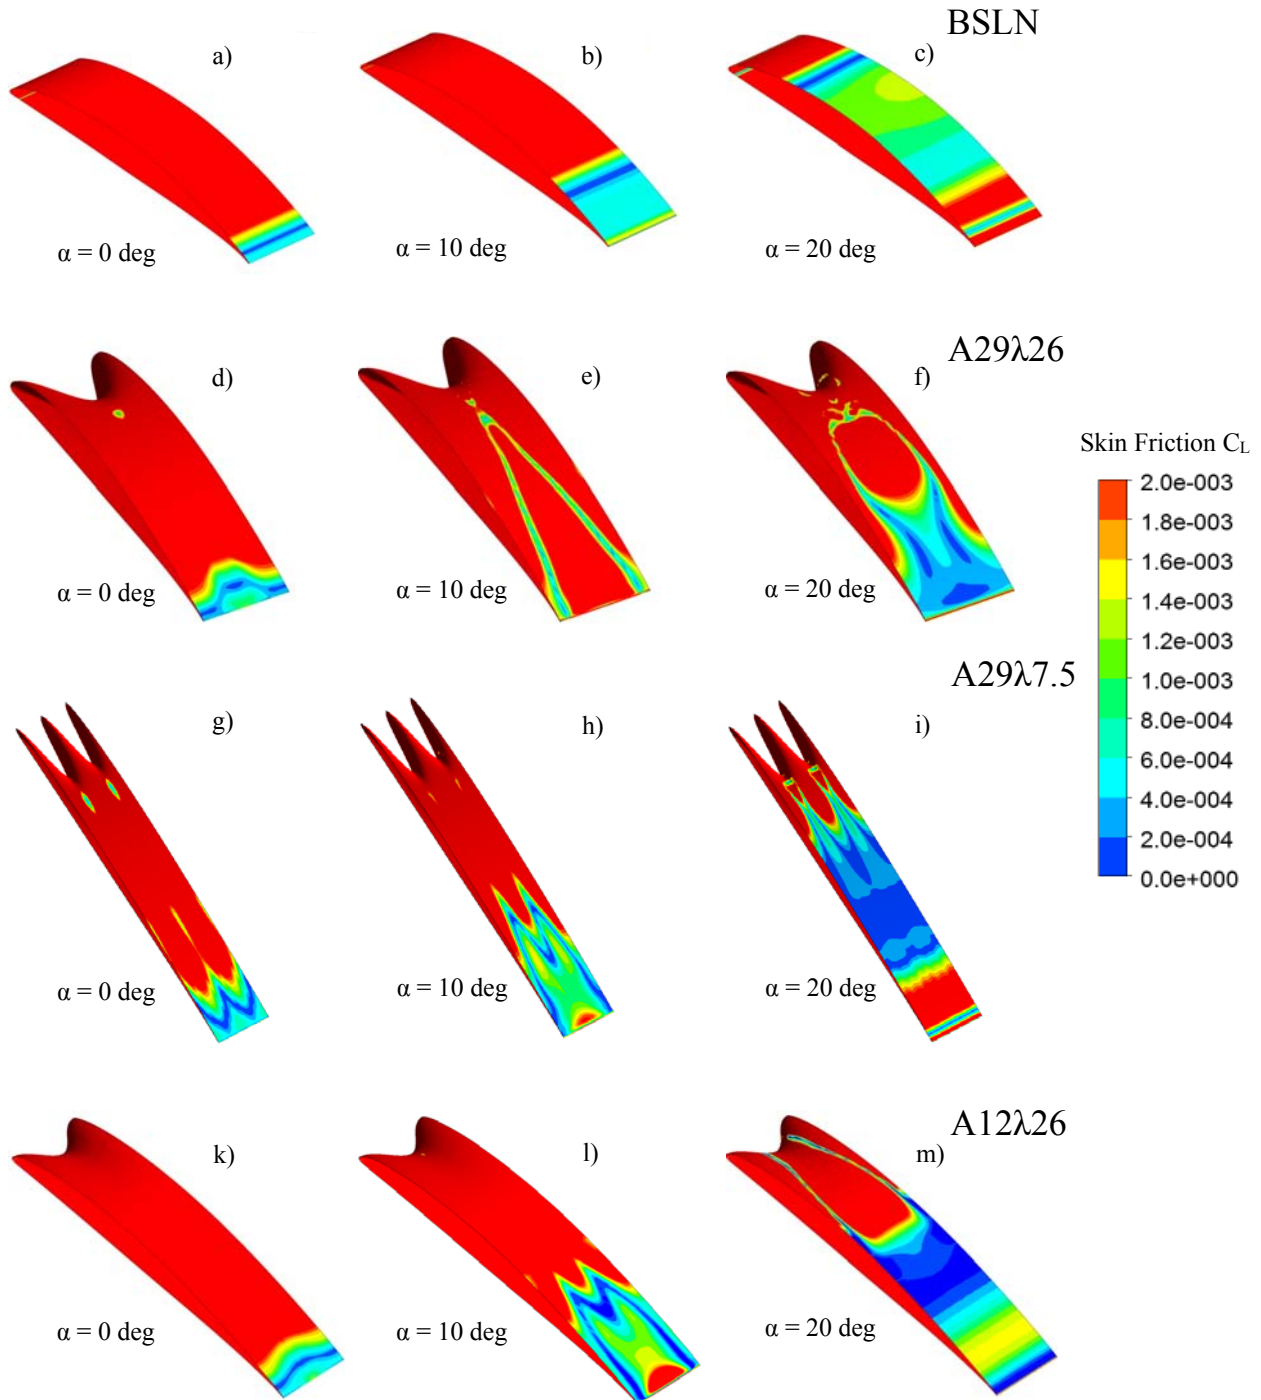 BSLN
a)
b)
c)
α = 0 deg
α = 10 deg
α = 20 deg
A29λ26
d)
e)
f)
α = 0 deg
α = 10 deg
α = 20 deg
Skin Friction CL
2.0e-003
1.8e-003
1.6e-003
1.4e-003
1.2e-003
1.0e-003
8.0e-004
6.0e-004
4.0e-004
2.0e-004
0.0e+000
A29λ7.5
g)
h)
i)
α = 0 deg
α = 10 deg
α = 20 deg
A12λ26
k)
l)
m)
α = 0 deg
α = 10 deg
α = 20 deg